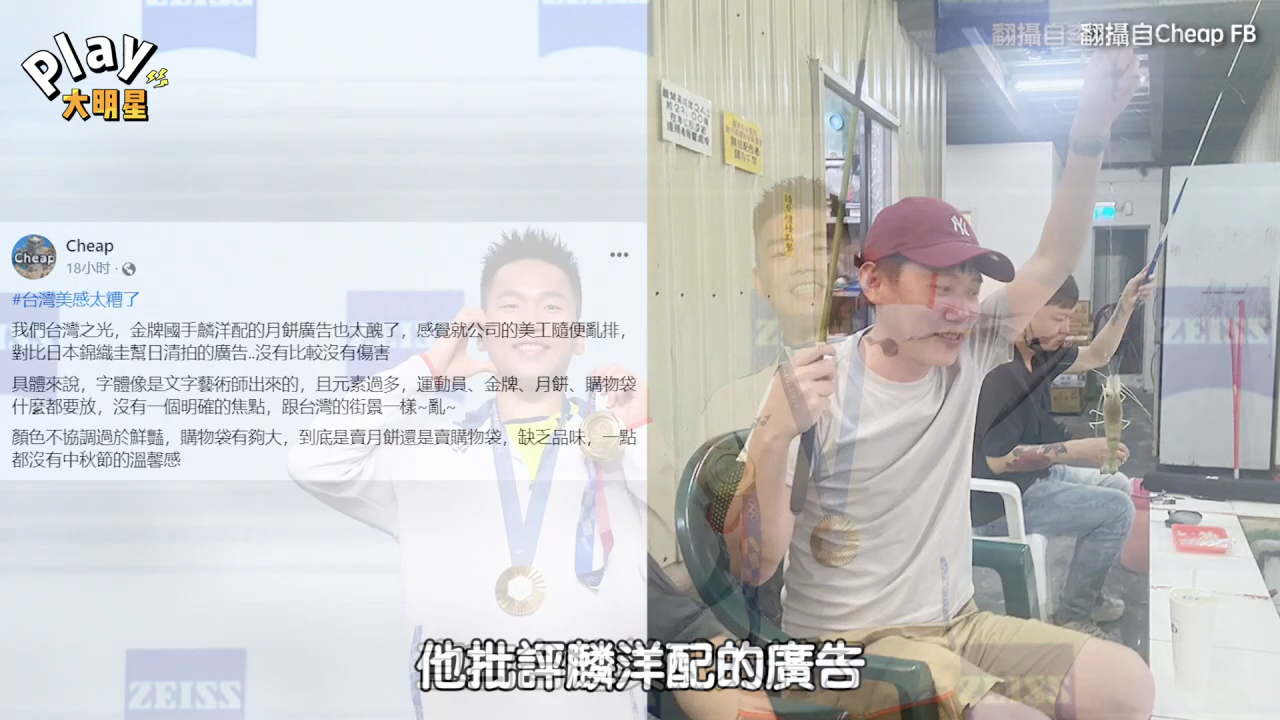 Play
大明星
翻攝自Cheap FB
Cheap
Cheap
18小时
#台灣美感太糟了
我們台灣之光，金牌國手麟洋配的月餅廣告也太醜了，感覺就公司的美工隨便亂排，
對比日本錦織圭幫日清拍的廣告..沒有比較沒有傷害
具體來說，字體像是文字藝術師出來的，且元素過多，運動員、金牌、月餅、購物袋
什麼都要放，沒有一個明確的焦點，跟台灣的街景一樣~亂~
顏色不協調過於鮮豔，購物袋有夠大，到底是賣月餅還是賣購物袋，缺乏品味，一點
都沒有中秋節的溫馨感
ZEISS
ZEISS
ZEISS
NY
他批評麟洋配的廣告